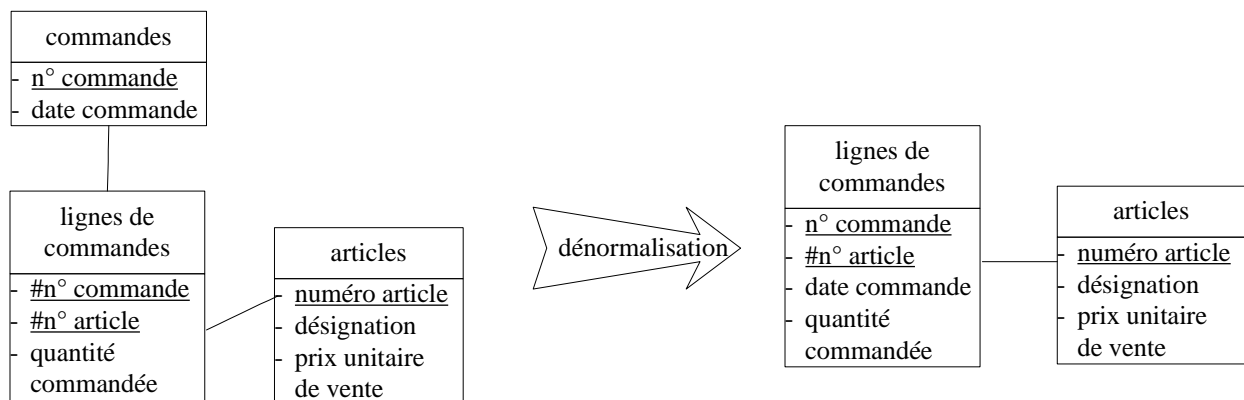 commandes
- n° commande
- date commande
lignes de
commandes
- #n° commande
- #n° article
- quantité
commandée
articles
- numéro article
- désignation
- prix unitaire
de vente
dénormalisation
lignes de
commandes
- n° commande
- #n° article
- date commande
- quantité
commandée
articles
- numéro article
- désignation
- prix unitaire
de vente